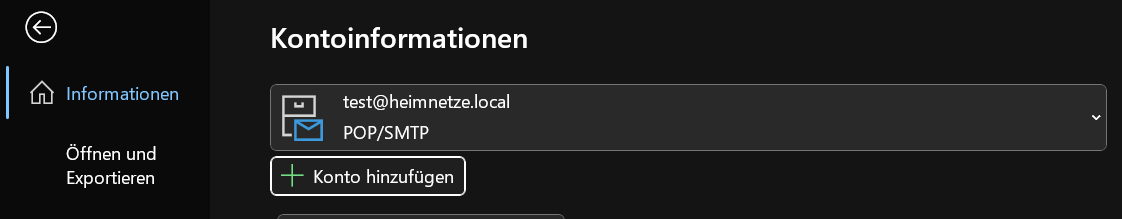 Kontoinformationen
Informationen
test@heimnetze.local
POP/SMTP
Öffnen und
Exportieren
Konto hinzufügen